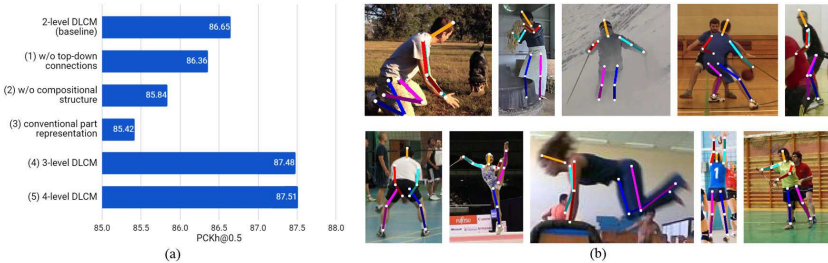 2-level DLCM
(baseline)
86.65
(1) w/o top-down
connections
86.36
(2) w/o compositional
structure
85.84
(3) conventional part
representation
85.42
(4) 3-level DLCM
87.48
(5) 4-level DLCM
87.51
85.0 85.5 86.0 86.5 87.0 87.5 88.0
PCKh@0.5
(a)
1
(b)